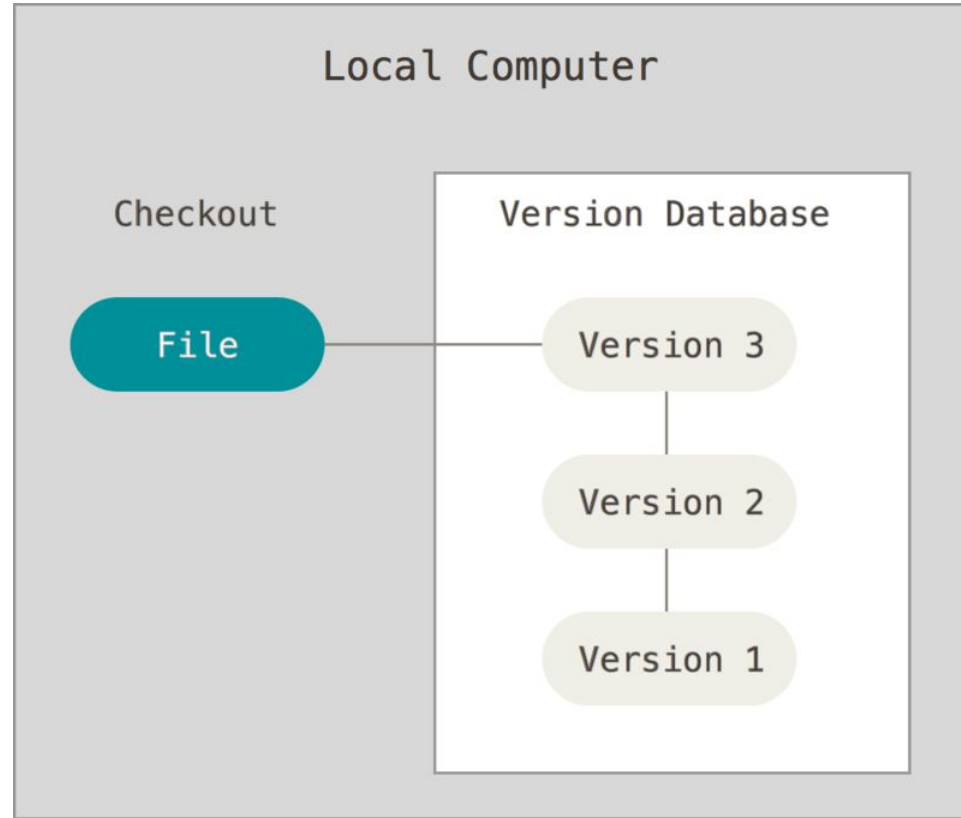 Local Computer
Checkout
Version Database
File
Version 3
Version 2
Version 1